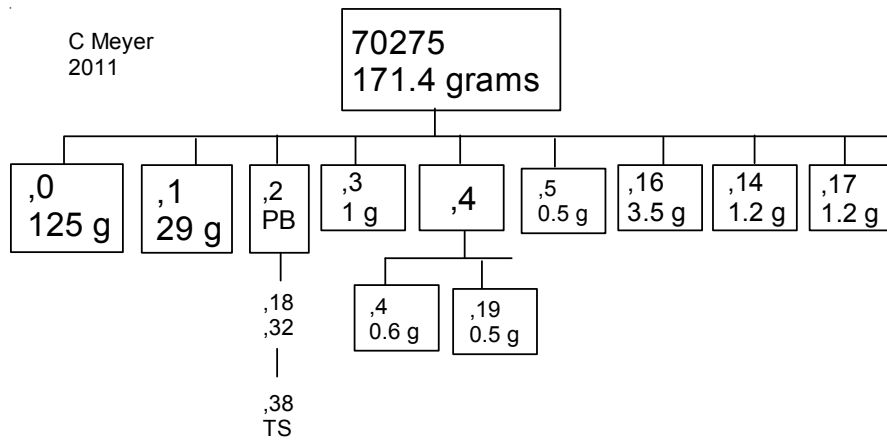 C Meyer
2011
70275
171.4 grams
,0
125 g
,1
29 g
,2
PB
,3
1 g
,4
,5
0.5 g
,16
3.5 g
,14
1.2 g
,17
1.2 g
,18
,32
,38
TS
,4
0.6 g
,19
0.5 g